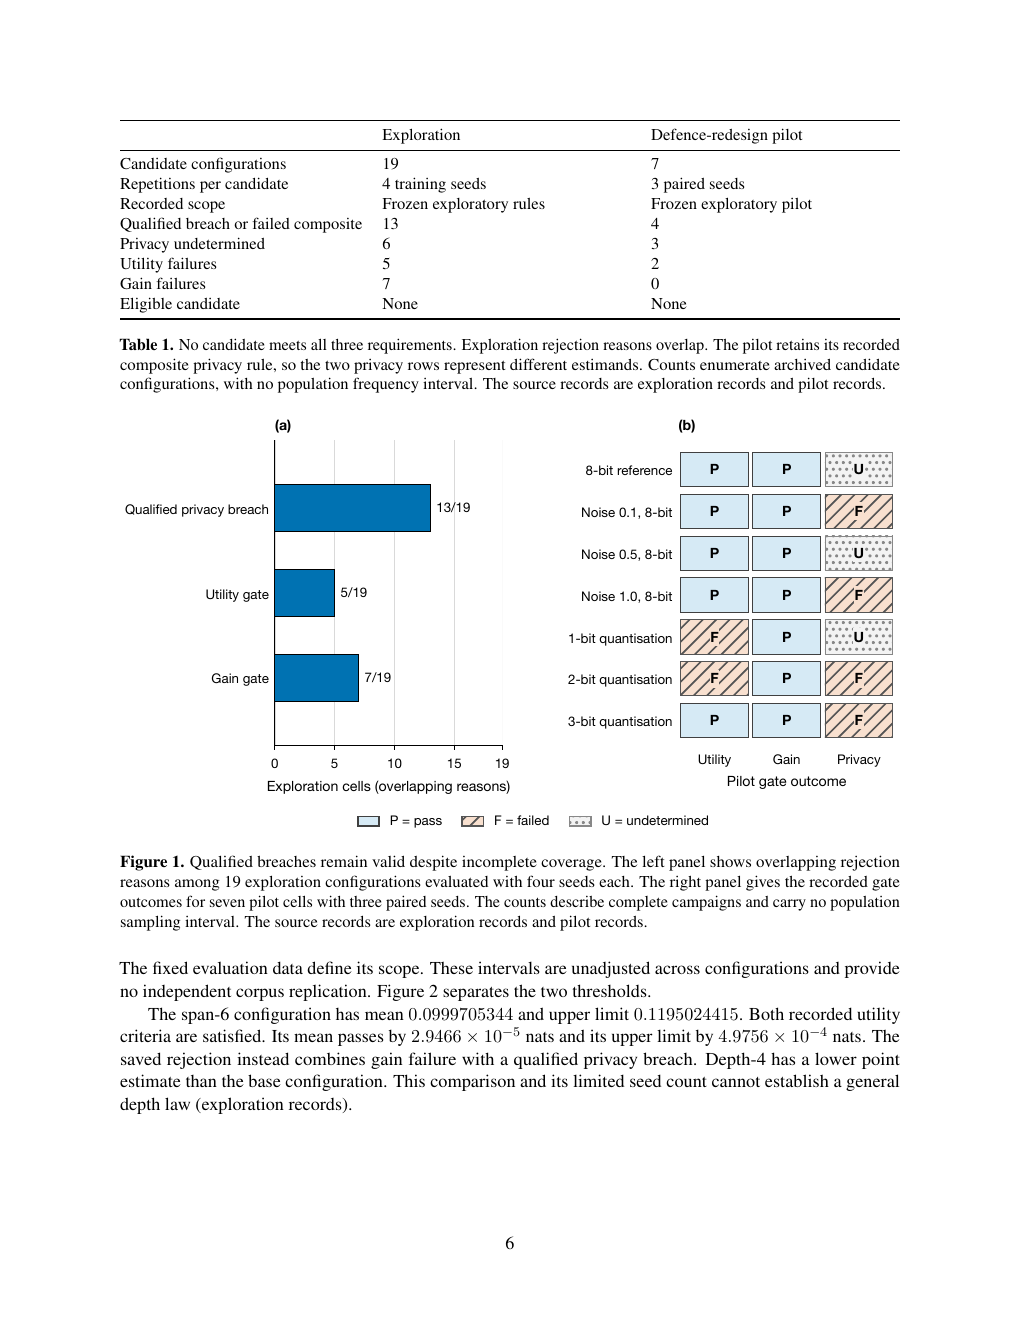 Exploration Defence-redesign pilot
Candidate configurations 19 7
Repetitions per candidate 4 training seeds 3 paired seeds
Recorded scope Frozen exploratory rules Frozen exploratory pilot
Qualified breach or failed composite 13 4
Privacy undetermined 6 3
Utility failures 5 2
Gain failures 7 0
Eligible candidate None None
Table 1. No candidate meets all three requirements. Exploration rejection reasons overlap. The pilot retains its recorded
composite privacy rule, so the two privacy rows represent different estimands. Counts enumerate archived candidate
configurations, with no population frequency interval. The source records are exploration records and pilot records.
(a)
Qualified privacy breach 13/19
Utility gate 5/19
Gain gate 7/19
0 5 10 15 19
Exploration cells (overlapping reasons)
(b)
8-bit reference P P U
Noise 0.1, 8-bit P P F
Noise 0.5, 8-bit P P U
Noise 1.0, 8-bit P P F
1-bit quantisation F P U
2-bit quantisation F P F
3-bit quantisation P P F
Utility Gain Privacy
Pilot gate outcome
P = pass F = failed U = undetermined
Figure 1. Qualified breaches remain valid despite incomplete coverage. The left panel shows overlapping rejection
reasons among 19 exploration configurations evaluated with four seeds each. The right panel gives the recorded gate
outcomes for seven pilot cells with three paired seeds. The counts describe complete campaigns and carry no population
sampling interval. The source records are exploration records and pilot records.
The fixed evaluation data define its scope. These intervals are unadjusted across configurations and provide
no independent corpus replication. Figure 2 separates the two thresholds.
The span-6 configuration has mean 0.0999705344 and upper limit 0.1195024415. Both recorded utility
criteria are satisfied. Its mean passes by 2.9466 × 10⁻⁵ nats and its upper limit by 4.9756 × 10⁻⁴ nats. The
saved rejection instead combines gain failure with a qualified privacy breach. Depth-4 has a lower point
estimate than the base configuration. This comparison and its limited seed count cannot establish a general
depth law (exploration records).
6